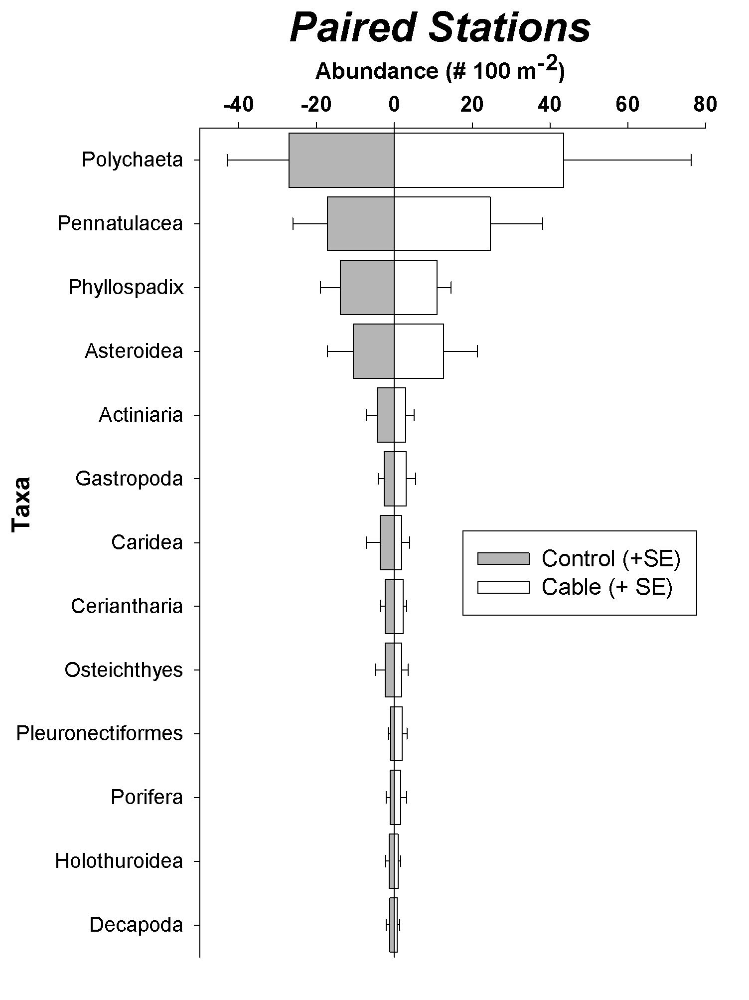 Paired Stations
Abundance (# 100 m-2)
-40 -20 0 20 40 60 80
Polychaeta
Pennatulacea
Phyllospadix
Asteroidea
Actiniaria
Gastropoda
Taxa
Caridea
Control (+SE)
Cable (+ SE)
Ceriantharia
Osteichthyes
Pleuronectiformes
Porifera
Holothuroidea
Decapoda